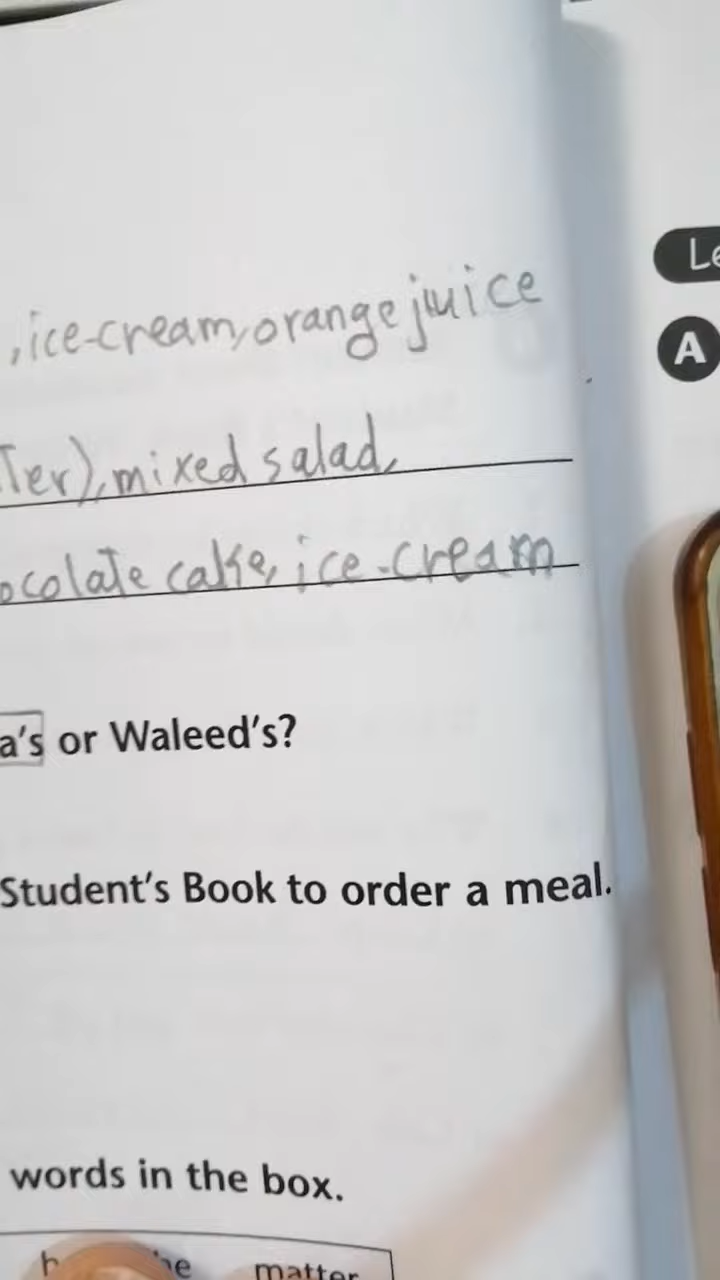 , ice-cream, orange juice
Ter), mixed salad,
ocolate cake, ice-cream
a's or Waleed's?
Student's Book to order a meal.
words in the box.
matter
Le
A